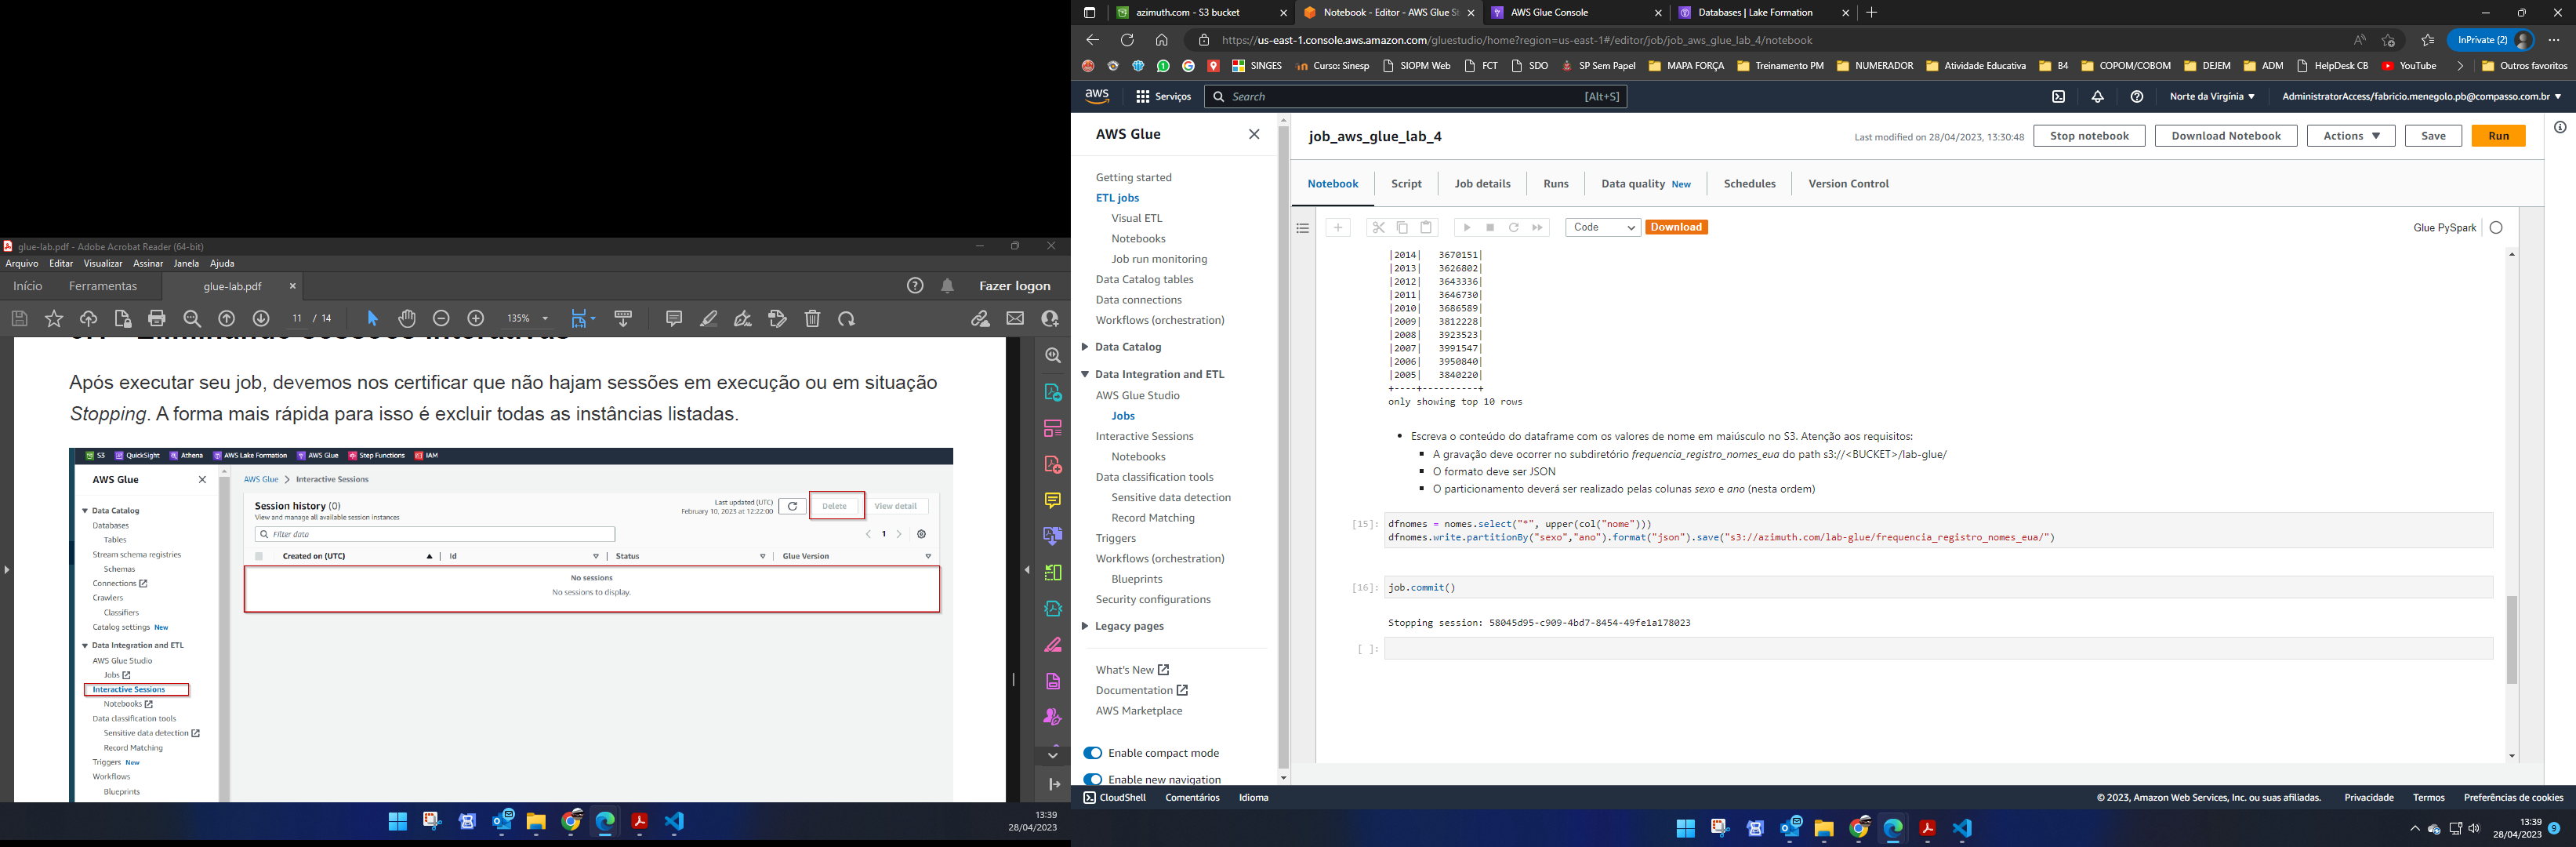 glue-lab.pdf - Adobe Acrobat Reader (64-bit)
Arquivo Editar Visualizar Assinar Janela Ajuda
Início Ferramentas glue-lab.pdf × Fazer logon
11 / 14 135%
Após executar seu job, devemos nos certificar que não hajam sessões em execução ou em situação
Stopping. A forma mais rápida para isso é excluir todas as instâncias listadas.
S3 QuickSight Athena AWS Lake Formation AWS Glue Step Functions IAM
AWS Glue
Data Catalog
Databases
Tables
Stream schema registries
Schemas
Connections
Crawlers
Classifiers
Catalog settings New
Data Integration and ETL
AWS Glue Studio
Jobs
Interactive Sessions
Notebooks
Data classification tools
Sensitive data detection
Record Matching
Triggers New
Workflows
Blueprints
AWS Glue > Interactive Sessions
Session history (0)
View and manage all available session instances
Last updated (UTC)
February 10, 2023 at 12:22:00
Delete View detail
Filter data
1
Created on (UTC) Id Status Glue Version
No sessions
No sessions to display.
13:39
28/04/2023
azimuth.com - S3 bucket
Notebook - Editor - AWS Glue St
AWS Glue Console
Databases | Lake Formation
https://us-east-1.console.aws.amazon.com/gluestudio/home?region=us-east-1#/editor/job/job_aws_glue_lab_4/notebook
InPrivate (2)
SINGES Curso: Sinesp SIOPM Web FCT SDO SP Sem Papel MAPA FORÇA Treinamento PM NUMERADOR Atividade Educativa B4 COPOM/COBOM DEJEM ADM HelpDesk CB YouTube Outros favoritos
aws Serviços Search [Alt+S] Norte da Virgínia AdministratorAccess/fabricio.menegolo.pb@compasso.com.br
AWS Glue
Getting started
ETL jobs
Visual ETL
Notebooks
Job run monitoring
Data Catalog tables
Data connections
Workflows (orchestration)
Data Catalog
Data Integration and ETL
AWS Glue Studio
Jobs
Interactive Sessions
Notebooks
Data classification tools
Sensitive data detection
Record Matching
Triggers
Workflows (orchestration)
Blueprints
Security configurations
Legacy pages
What's New
Documentation
AWS Marketplace
Enable compact mode
Enable new navigation
job_aws_glue_lab_4
Last modified on 28/04/2023, 13:30:48
Stop notebook Download Notebook Actions Save Run
Notebook Script Job details Runs Data quality New Schedules Version Control
Code Download Glue PySpark
|2014| 3670151|
|2013| 3626802|
|2012| 3643336|
|2011| 3646730|
|2010| 3686589|
|2009| 3812228|
|2008| 3923523|
|2007| 3991547|
|2006| 3950840|
|2005| 3840220|
+----+----------+
only showing top 10 rows
• Escreva o conteúdo do dataframe com os valores de nome em maiúsculo no S3. Atenção aos requisitos:
▪ A gravação deve ocorrer no subdiretório frequencia_registro_nomes_eua do path s3://<BUCKET>/lab-glue/
▪ O formato deve ser JSON
▪ O particionamento deverá ser realizado pelas colunas sexo e ano (nesta ordem)
[15]: dfnomes = nomes.select("*", upper(col("nome")))
dfnomes.write.partitionBy("sexo","ano").format("json").save("s3://azimuth.com/lab-glue/frequencia_registro_nomes_eua/")
[16]: job.commit()
Stopping session: 58045d95-c909-4bd7-8454-49fe1a178023
[ ]:
CloudShell Comentários Idioma
© 2023, Amazon Web Services, Inc. ou suas afiliadas. Privacidade Termos Preferências de cookies
13:39
28/04/2023
9